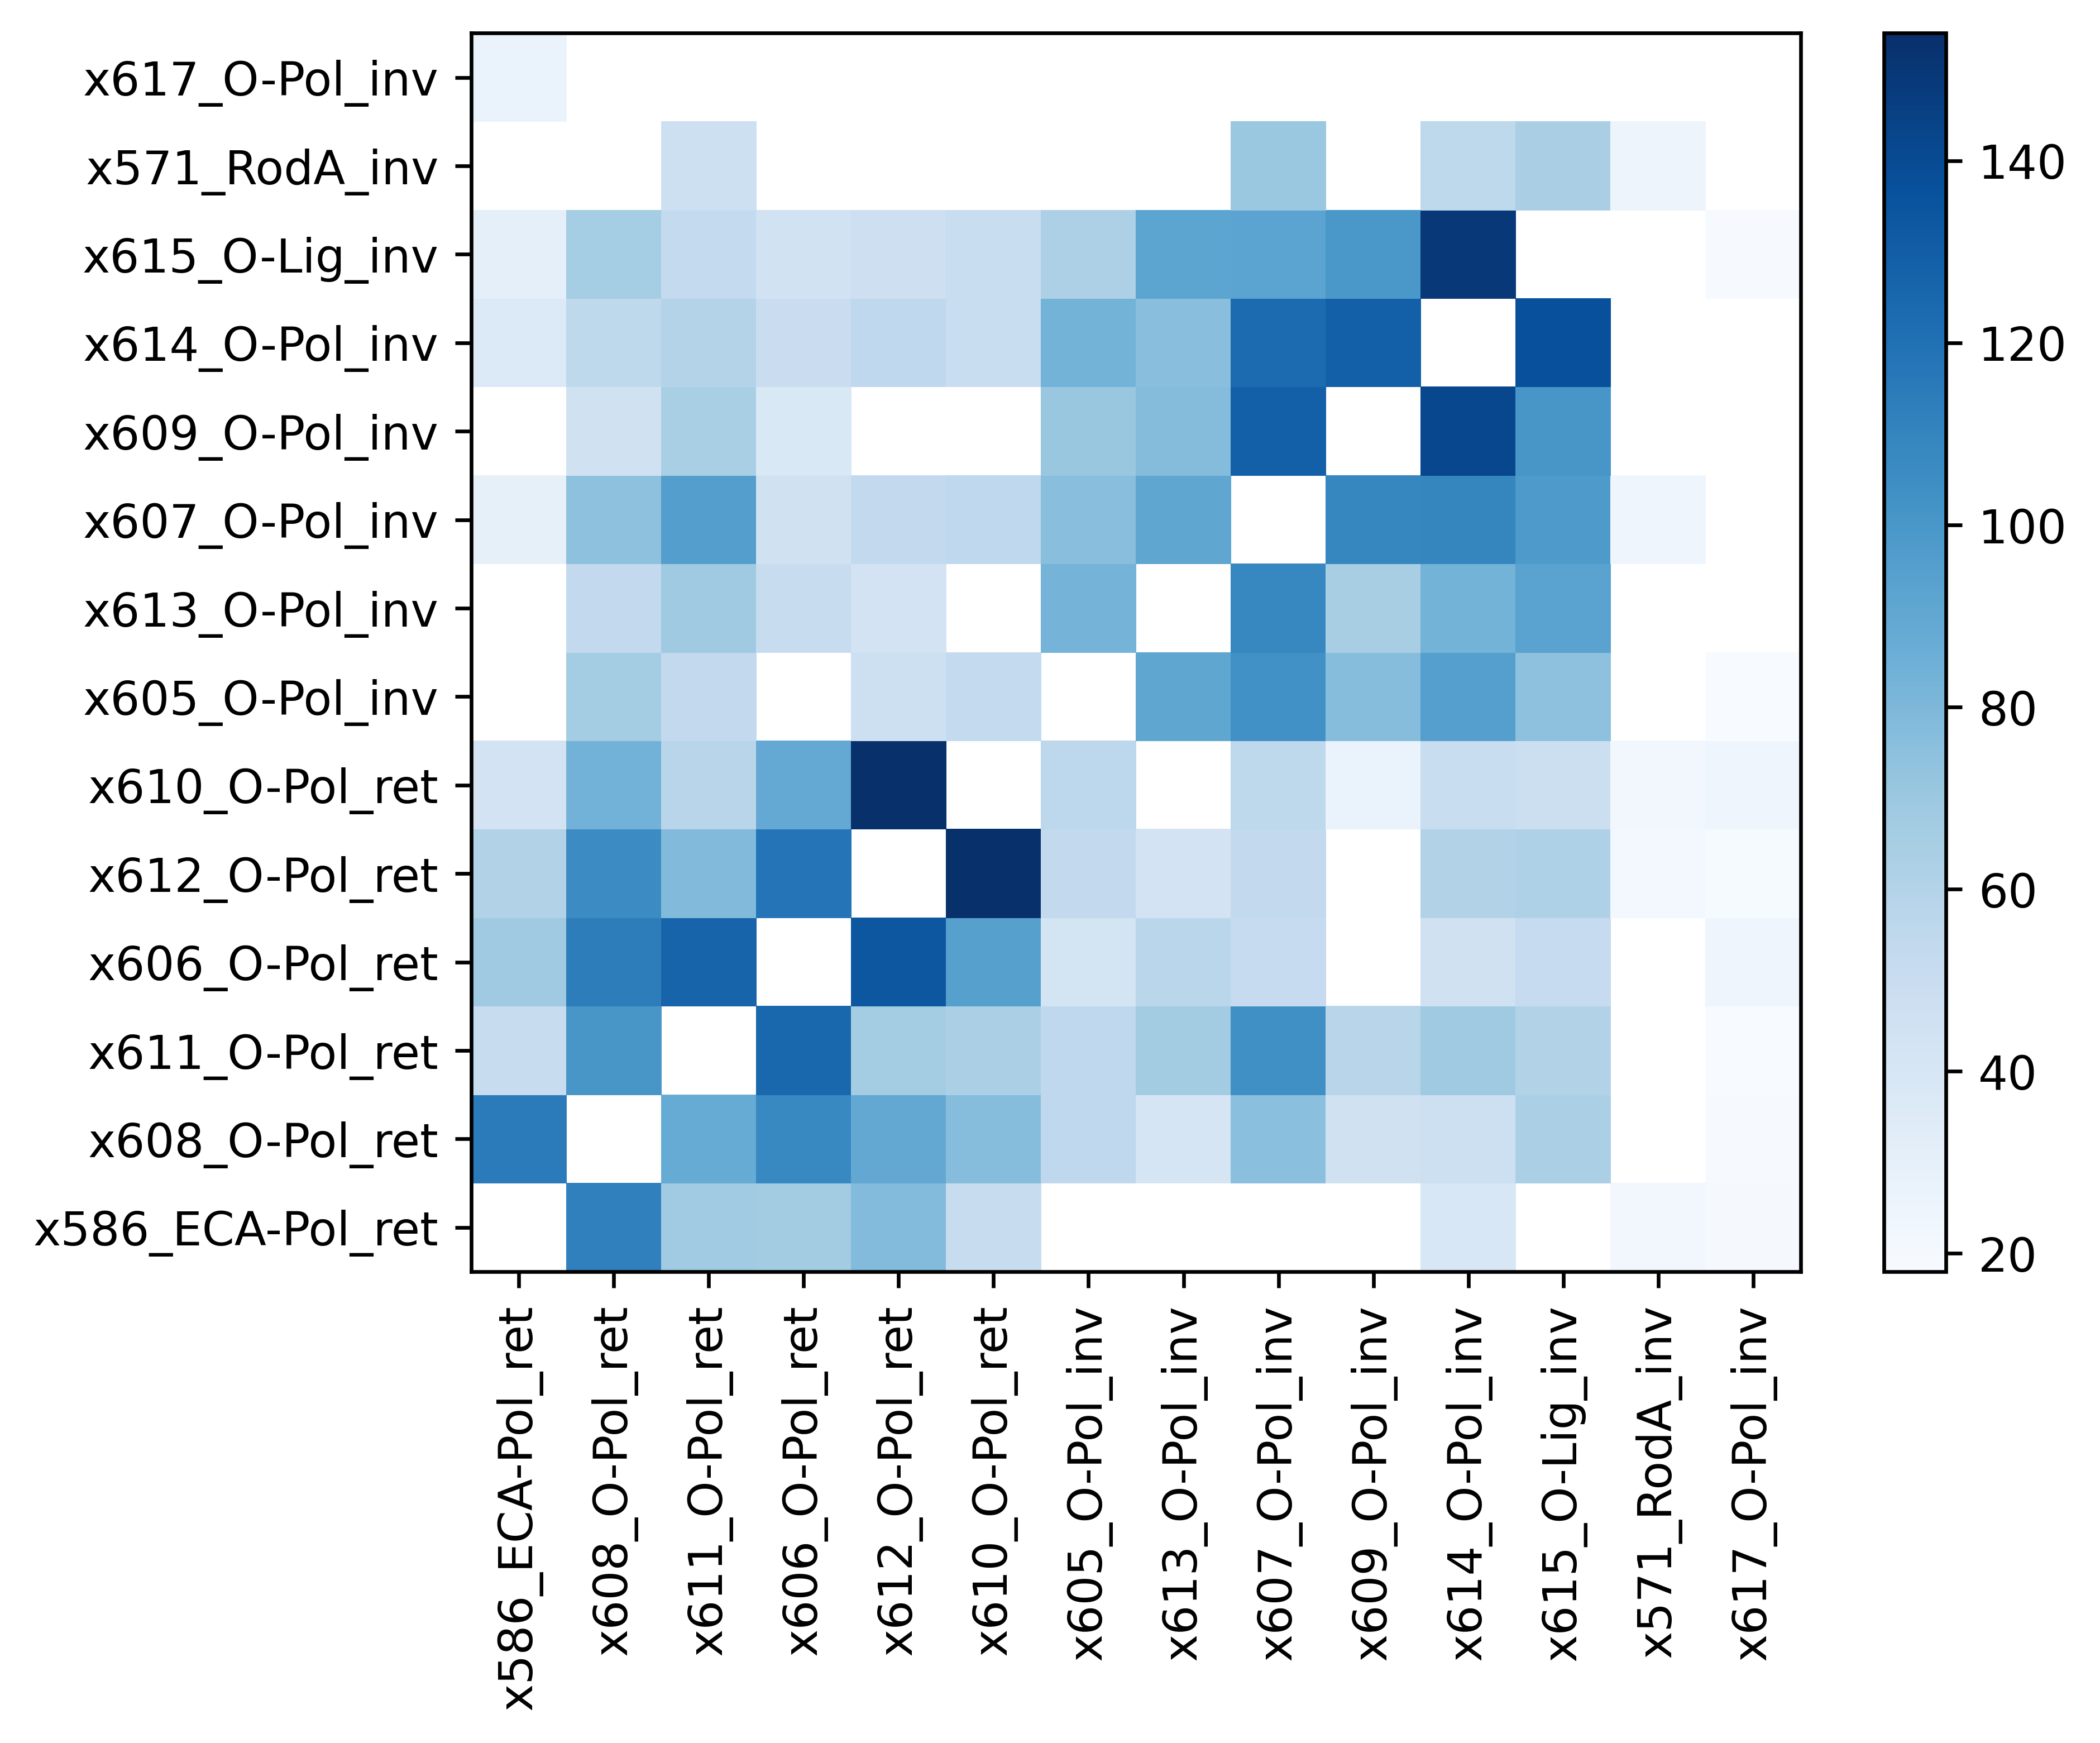 x617_O-Pol_inv
x571_RodA_inv
x615_O-Lig_inv
x614_O-Pol_inv
x609_O-Pol_inv
x607_O-Pol_inv
x613_O-Pol_inv
x605_O-Pol_inv
x610_O-Pol_ret
x612_O-Pol_ret
x606_O-Pol_ret
x611_O-Pol_ret
x608_O-Pol_ret
x586_ECA-Pol_ret
x586_ECA-Pol_ret
x608_O-Pol_ret
x611_O-Pol_ret
x606_O-Pol_ret
x612_O-Pol_ret
x610_O-Pol_ret
x605_O-Pol_inv
x613_O-Pol_inv
x607_O-Pol_inv
x609_O-Pol_inv
x614_O-Pol_inv
x615_O-Lig_inv
x571_RodA_inv
x617_O-Pol_inv
140
120
100
80
60
40
20